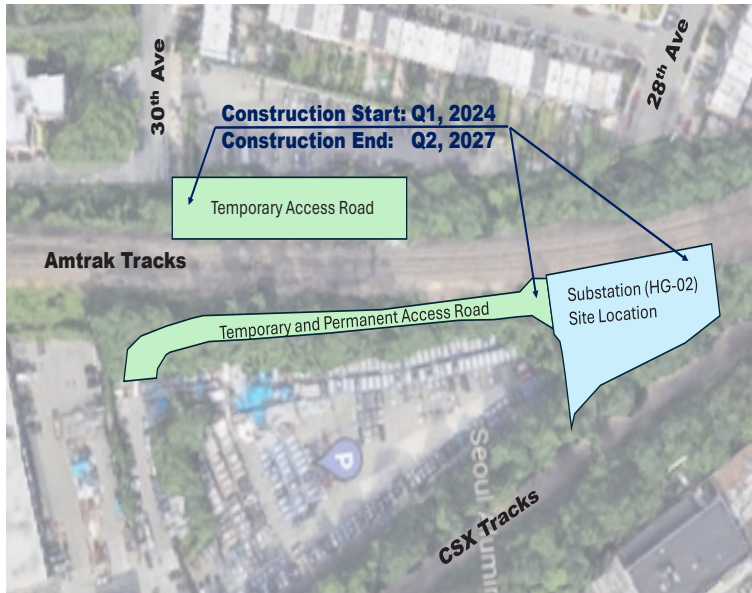 30th Ave
28th Ave
Construction Start: Q1, 2024
Construction End: Q2, 2027
Temporary Access Road
Amtrak Tracks
Substation (HG-02)
Site Location
Temporary and Permanent Access Road
P
Seoul
CSX Tracks